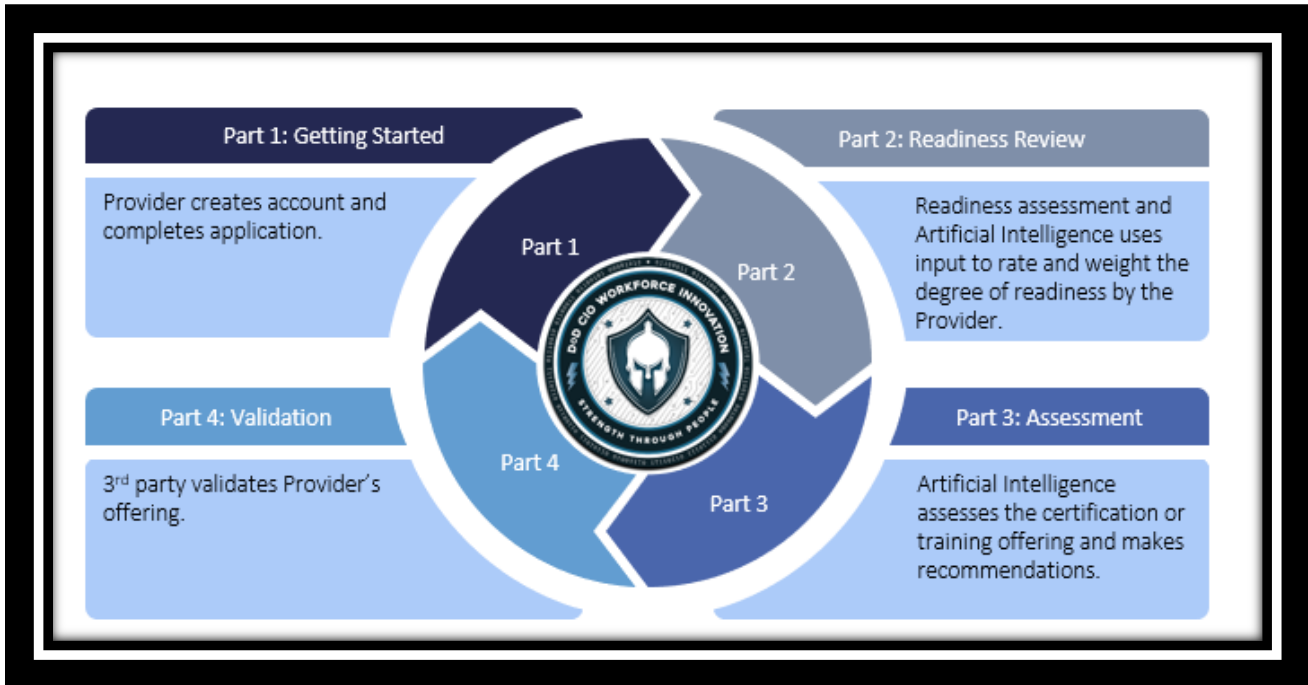 Part 1: Getting Started
Provider creates account and
completes application.
Part 2: Readiness Review
Readiness assessment and
Artificial Intelligence uses
input to rate and weight the
degree of readiness by the
Provider.
Part 3: Assessment
Artificial Intelligence
assesses the certification or
training offering and makes
recommendations.
Part 4: Validation
3rd party validates Provider's
offering.
Part 1
Part 2
Part 3
Part 4
DoD CIO WORKFORCE INNOVATION
STRENGTH THROUGH PEOPLE